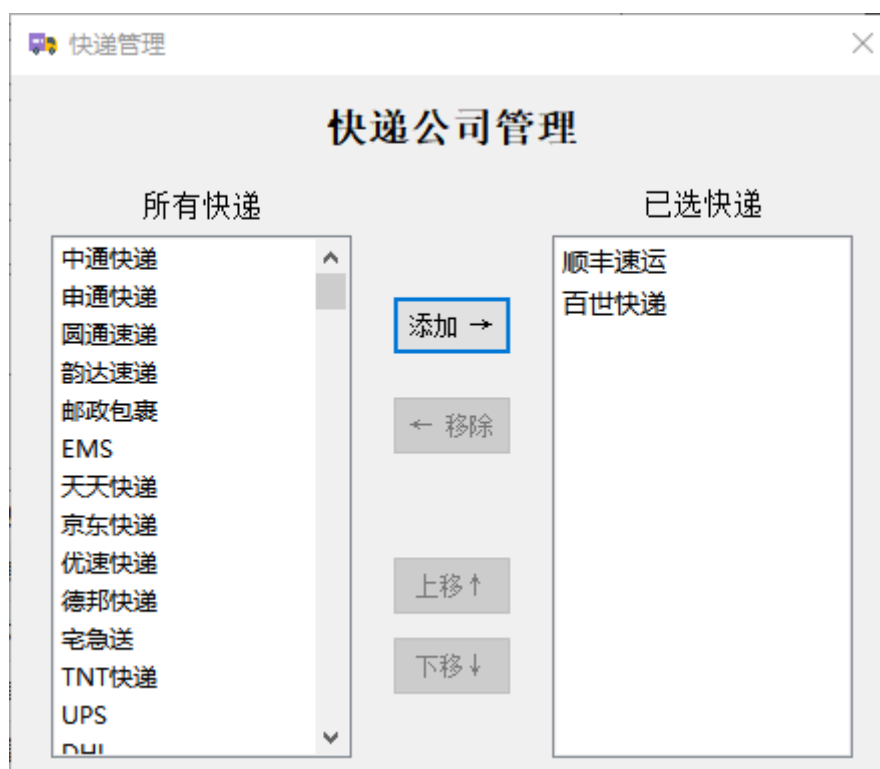 快递管理
快递公司管理
所有快递
中通快递
申通快递
圆通速递
韵达速递
邮政包裹
EMS
天天快递
京东快递
优速快递
德邦快递
宅急送
TNT快递
UPS
DHL
添加 →
← 移除
上移↑
下移↓
已选快递
顺丰速运
百世快递